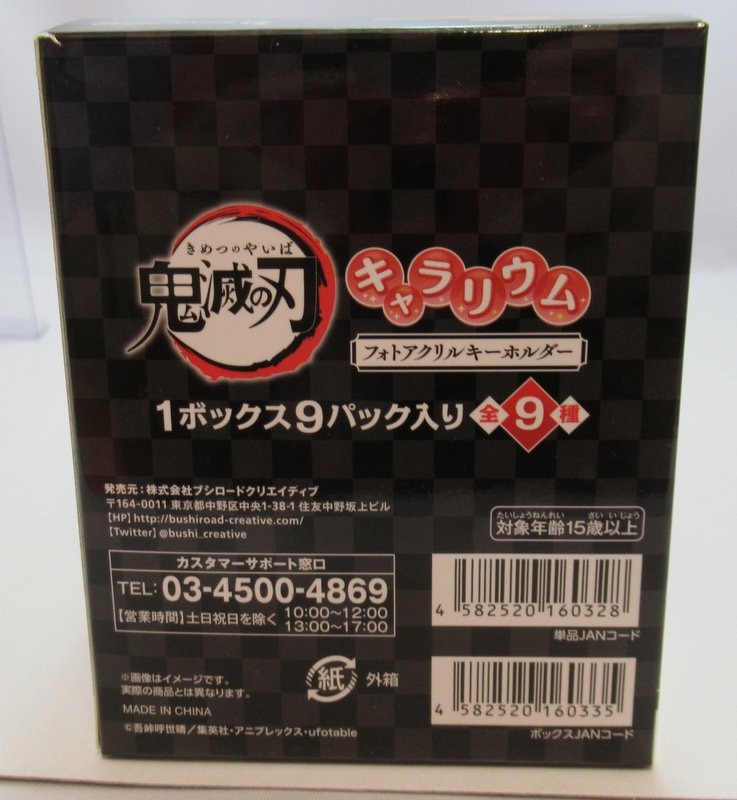 きめつのやいば
鬼滅の刃
キャラリウム
フォトアクリルキーホルダー
1ボックス9パック入り 全9種
発売元：株式会社ブシロードクリエイティブ
〒164-0011 東京都中野区中央1-38-1 住友中野坂上ビル
【HP】http://bushiroad-creative.com/
【Twitter】@bushi_creative
たいしょうねんれい さい いじょう
対象年齢15歳以上
カスタマーサポート窓口
TEL: 03-4500-4869
【営業時間】土日祝日を除く 10:00～12:00
13:00～17:00
4 582520 160328
単品JANコード
※画像はイメージです。
実際の商品とは異なります。
紙 外箱
MADE IN CHINA
4 582520 160335
ボックスJANコード
©吾峠呼世晴／集英社・アニプレックス・ufotable